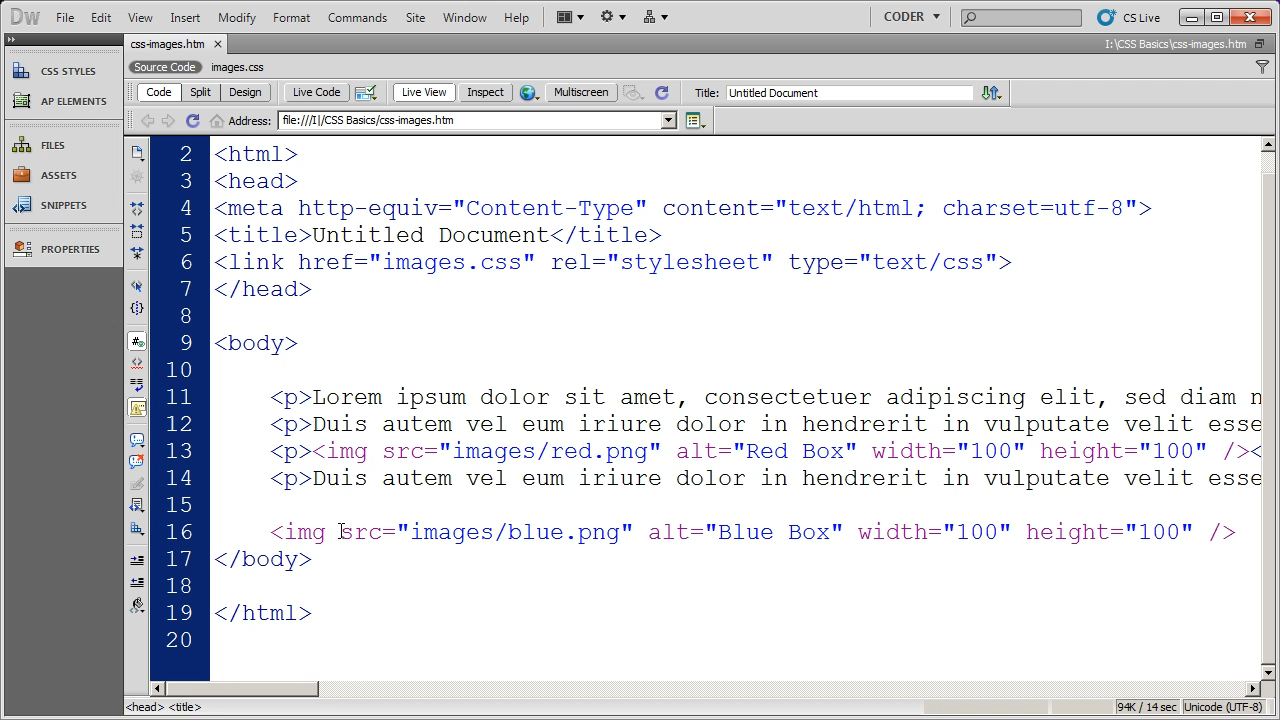 Dw File Edit View Insert Modify Format Commands Site Window Help CODER CS Live
css-images.htm I:\CSS Basics\css-images.htm
Source Code images.css
Code Split Design Live Code Live View Inspect Multiscreen Title: Untitled Document
Address: file:///I|/CSS Basics/css-images.htm
CSS STYLES
AP ELEMENTS
FILES
ASSETS
SNIPPETS
PROPERTIES
2 <html>
3 <head>
4 <meta http-equiv="Content-Type" content="text/html; charset=utf-8">
5 <title>Untitled Document</title>
6 <link href="images.css" rel="stylesheet" type="text/css">
7 </head>
8
9 <body>
10
11 <p>Lorem ipsum dolor sit amet, consectetuer adipiscing elit, sed diam n
12 <p>Duis autem vel eum iriure dolor in hendrerit in vulputate velit esse
13 <p><img src="images/red.png" alt="Red Box" width="100" height="100" /><
14 <p>Duis autem vel eum iriure dolor in hendrerit in vulputate velit esse
15
16 <img src="images/blue.png" alt="Blue Box" width="100" height="100" />
17 </body>
18
19 </html>
20
<head> <title> 94K / 14 sec Unicode (UTF-8)